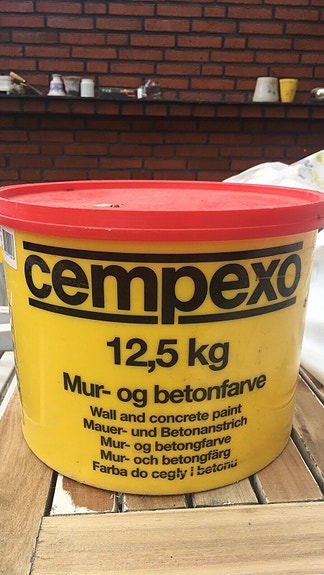 cempexo
12,5 kg
Mur- og betonfarve
Wall and concrete paint
Mauer- und Betonanstrich
Mur- og betongfarve
Mur- och betongfärg
Farba do cegły i betonu